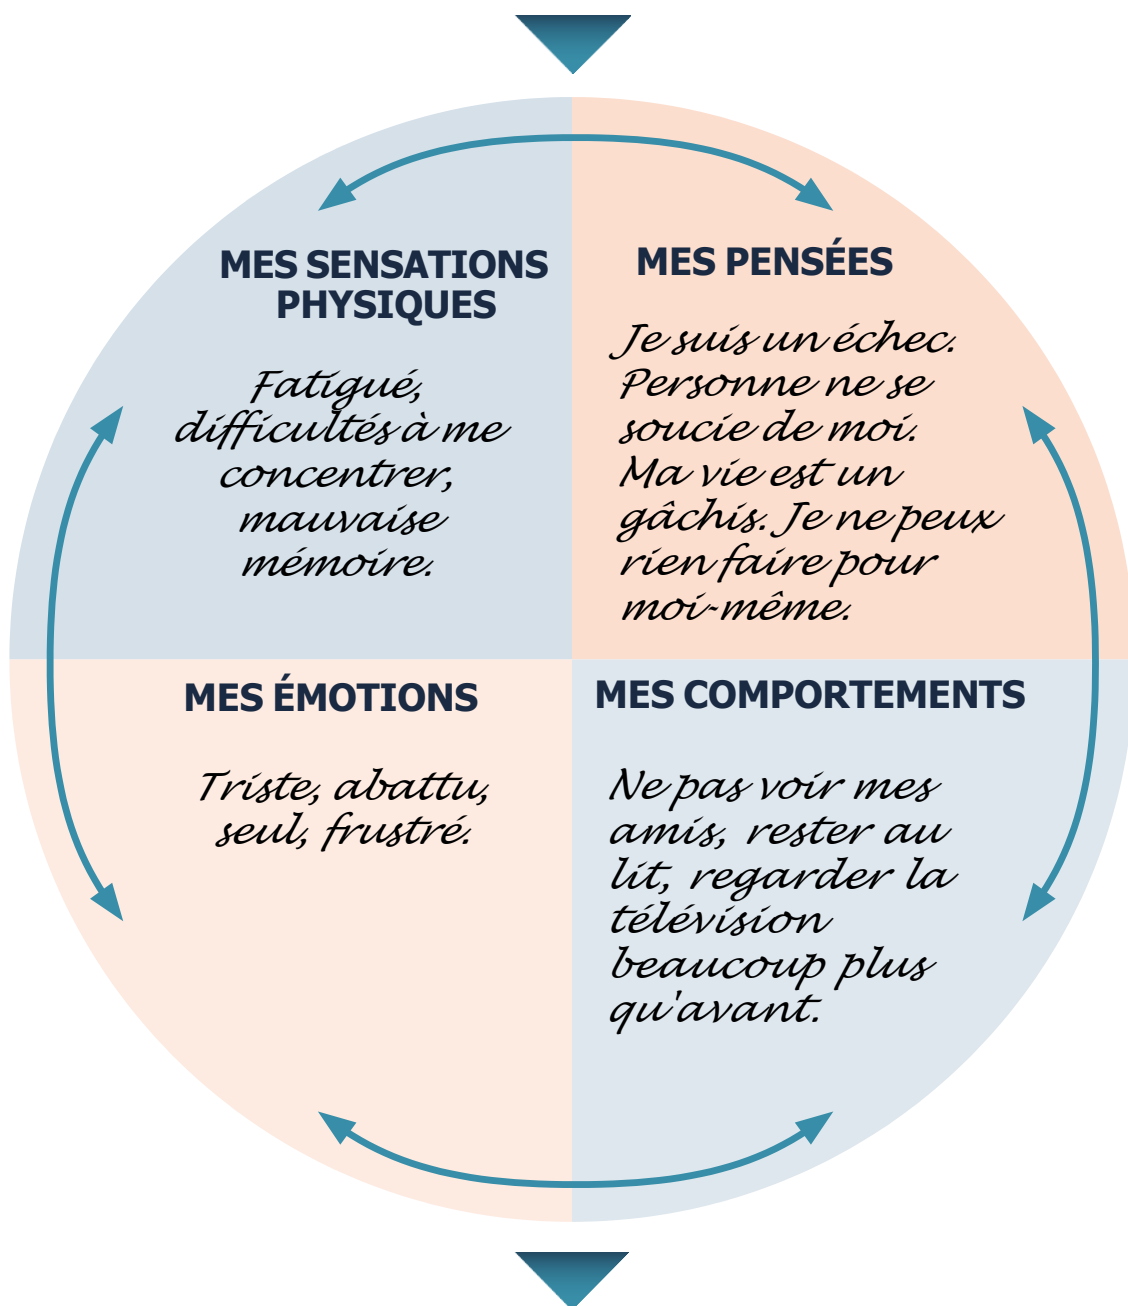 MES SENSATIONS
PHYSIQUES
Fatigué,
difficultés à me
concentrer,
mauvaise
mémoire.
MES PENSÉES
Je suis un échec.
Personne ne se
soucie de moi.
Ma vie est un
gâchis. Je ne peux
rien faire pour
moi-même.
MES ÉMOTIONS
Triste, abattu,
seul, frustré.
MES COMPORTEMENTS
Ne pas voir mes
amis, rester au
lit, regarder la
télévision
beaucoup plus
qu'avant.